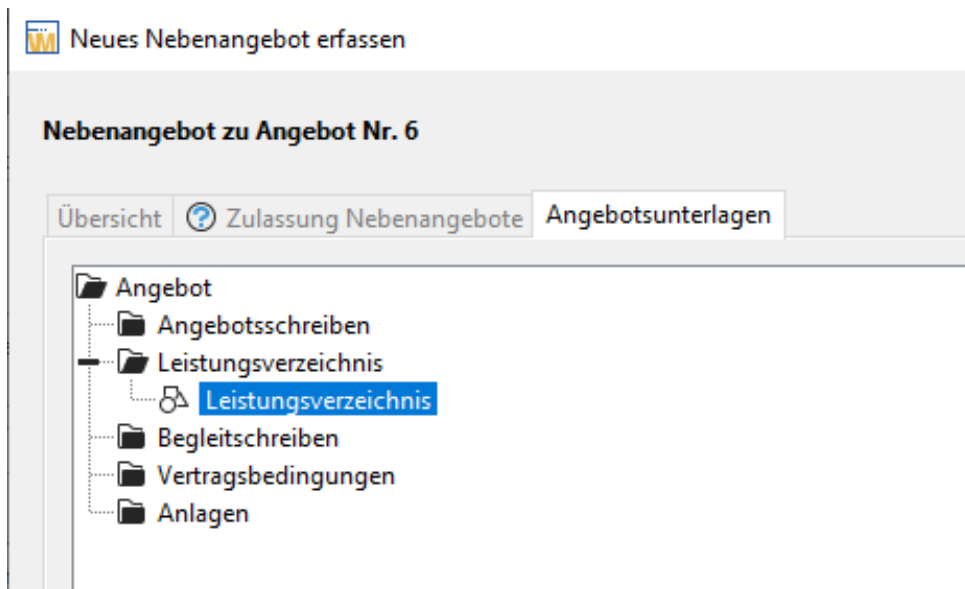 Neues Nebenangebot erfassen
Nebenangebot zu Angebot Nr. 6
Übersicht ? Zulassung Nebenangebote Angebotsunterlagen
Angebot
Angebotsschreiben
Leistungsverzeichnis
Leistungsverzeichnis
Begleitschreiben
Vertragsbedingungen
Anlagen